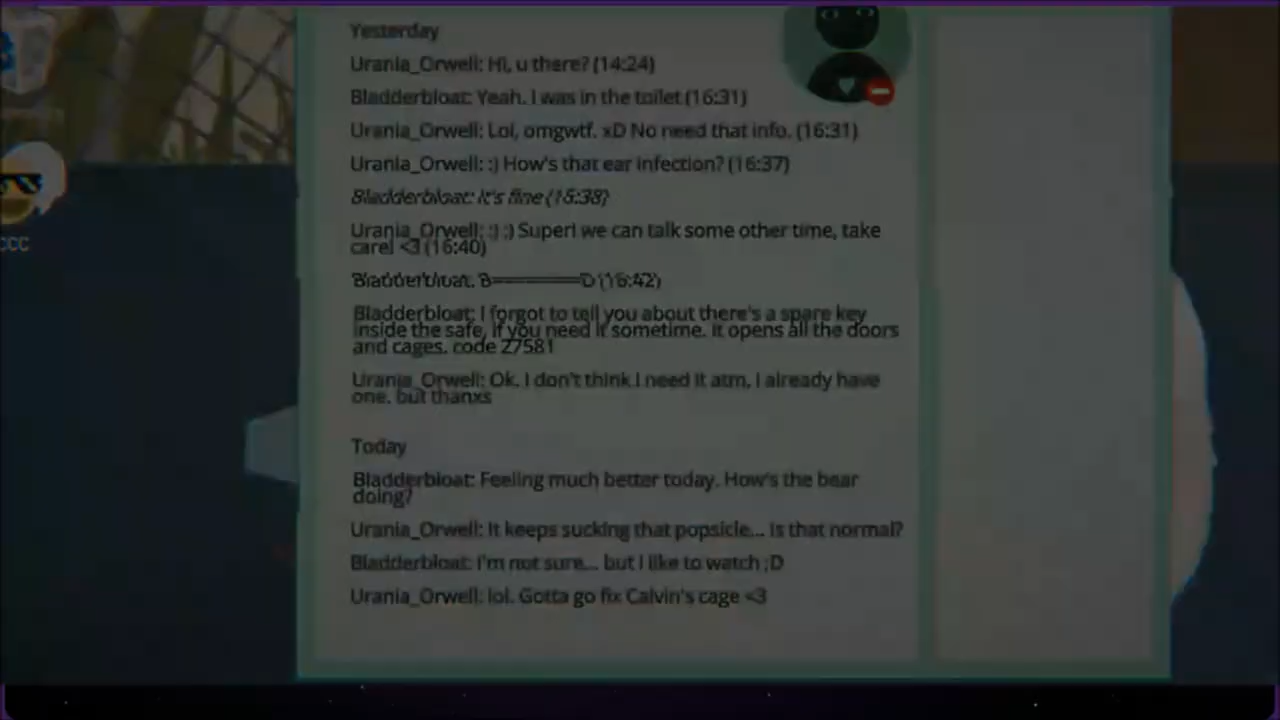 Yesterday
Urania_Orwell: Hi, u there? (14:24)
Bladderbloat: Yeah. I was in the toilet (16:31)
Urania_Orwell: Lol, omgwtf. xD No need that info. (16:31)
Urania_Orwell: :) How's that ear infection? (16:37)
Bladderbloat: It's fine (16:38)
Urania_Orwell: :) :) Super! we can talk some other time, take
care! <3 (16:40)
Bladderbloat: 8==========D (16:42)
Bladderbloat: I forgot to tell you about there's a spare key
inside the safe, if you need it sometime. It opens all the doors
and cages. code 27581
Urania_Orwell: Ok. I don't think I need it atm, I already have
one. but thanxs
Today
Bladderbloat: Feeling much better today. How's the bear
doing?
Urania_Orwell: It keeps sucking that popsicle... Is that normal?
Bladderbloat: I'm not sure... but I like to watch ;D
Urania_Orwell: lol. Gotta go fix Calvin's cage <3
CCC